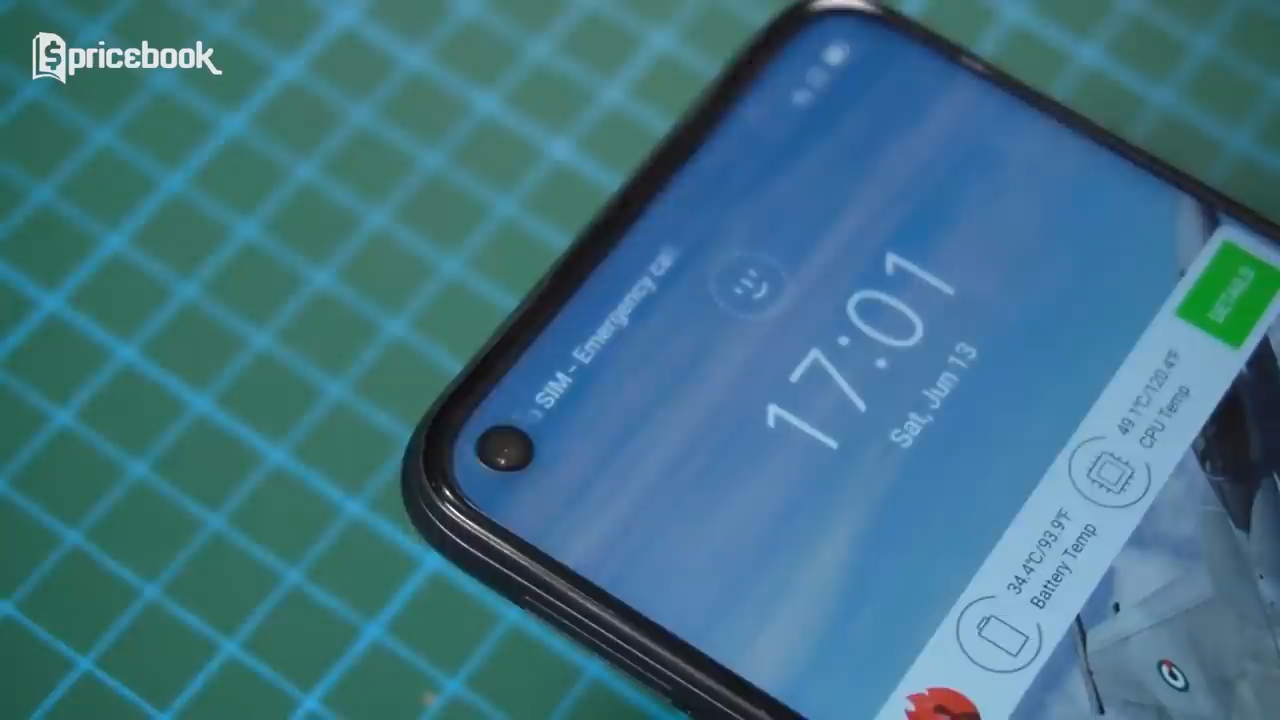 pricebook
SIM - Emergency
17:01
Sat, Jun 13
DETAILS
34.4°C/93.9°F
Battery Temp
49.1°C/120.4°F
CPU Temp